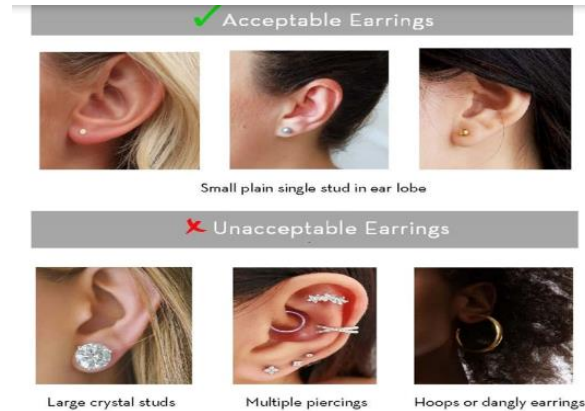 Acceptable Earrings
Small plain single stud in ear lobe
Unacceptable Earrings
Large crystal studs
Multiple piercings
Hoops or dangly earrings